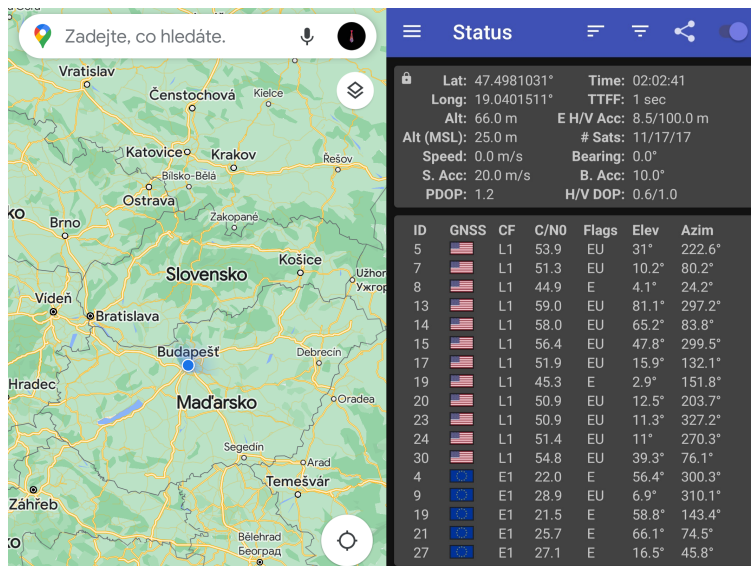 Zadejte, co hledáte.
Vratislav
Čenstochová
Kielce
Katovice
Krakov
Řešov
Bílsko-Bělá
Ostrava
Zakopané
ko
Brno
Košice
Slovensko
Užhor
Ужгор
Vídeň
Bratislava
Budapešť
Debrecín
Hradec
Maďarsko
Oradea
Segedín
Arad
Temešvár
Záhřeb
ko
Bělehrad
Београд
Status
Lat: 47.4981031° Time: 02:02:41
Long: 19.0401511° TTFF: 1 sec
Alt: 66.0 m E H/V Acc: 8.5/100.0 m
Alt (MSL): 25.0 m # Sats: 11/17/17
Speed: 0.0 m/s Bearing: 0.0°
S. Acc: 20.0 m/s B. Acc: 10.0°
PDOP: 1.2 H/V DOP: 0.6/1.0
ID GNSS CF C/N0 Flags Elev Azim
5 L1 53.9 EU 31° 222.6°
7 L1 51.3 EU 10.2° 80.2°
8 L1 44.9 E 4.1° 24.2°
13 L1 59.0 EU 81.1° 297.2°
14 L1 58.0 EU 65.2° 83.8°
15 L1 56.4 EU 47.8° 299.5°
17 L1 51.9 EU 15.9° 132.1°
19 L1 45.3 E 2.9° 151.8°
20 L1 50.9 EU 12.5° 203.7°
23 L1 50.9 EU 11.3° 327.2°
24 L1 51.4 EU 11° 270.3°
30 L1 54.8 EU 39.3° 76.1°
4 E1 22.0 E 56.4° 300.3°
9 E1 28.9 EU 6.9° 310.1°
19 E1 21.5 E 58.8° 143.4°
21 E1 25.7 E 66.1° 74.5°
27 E1 27.1 E 16.5° 45.8°